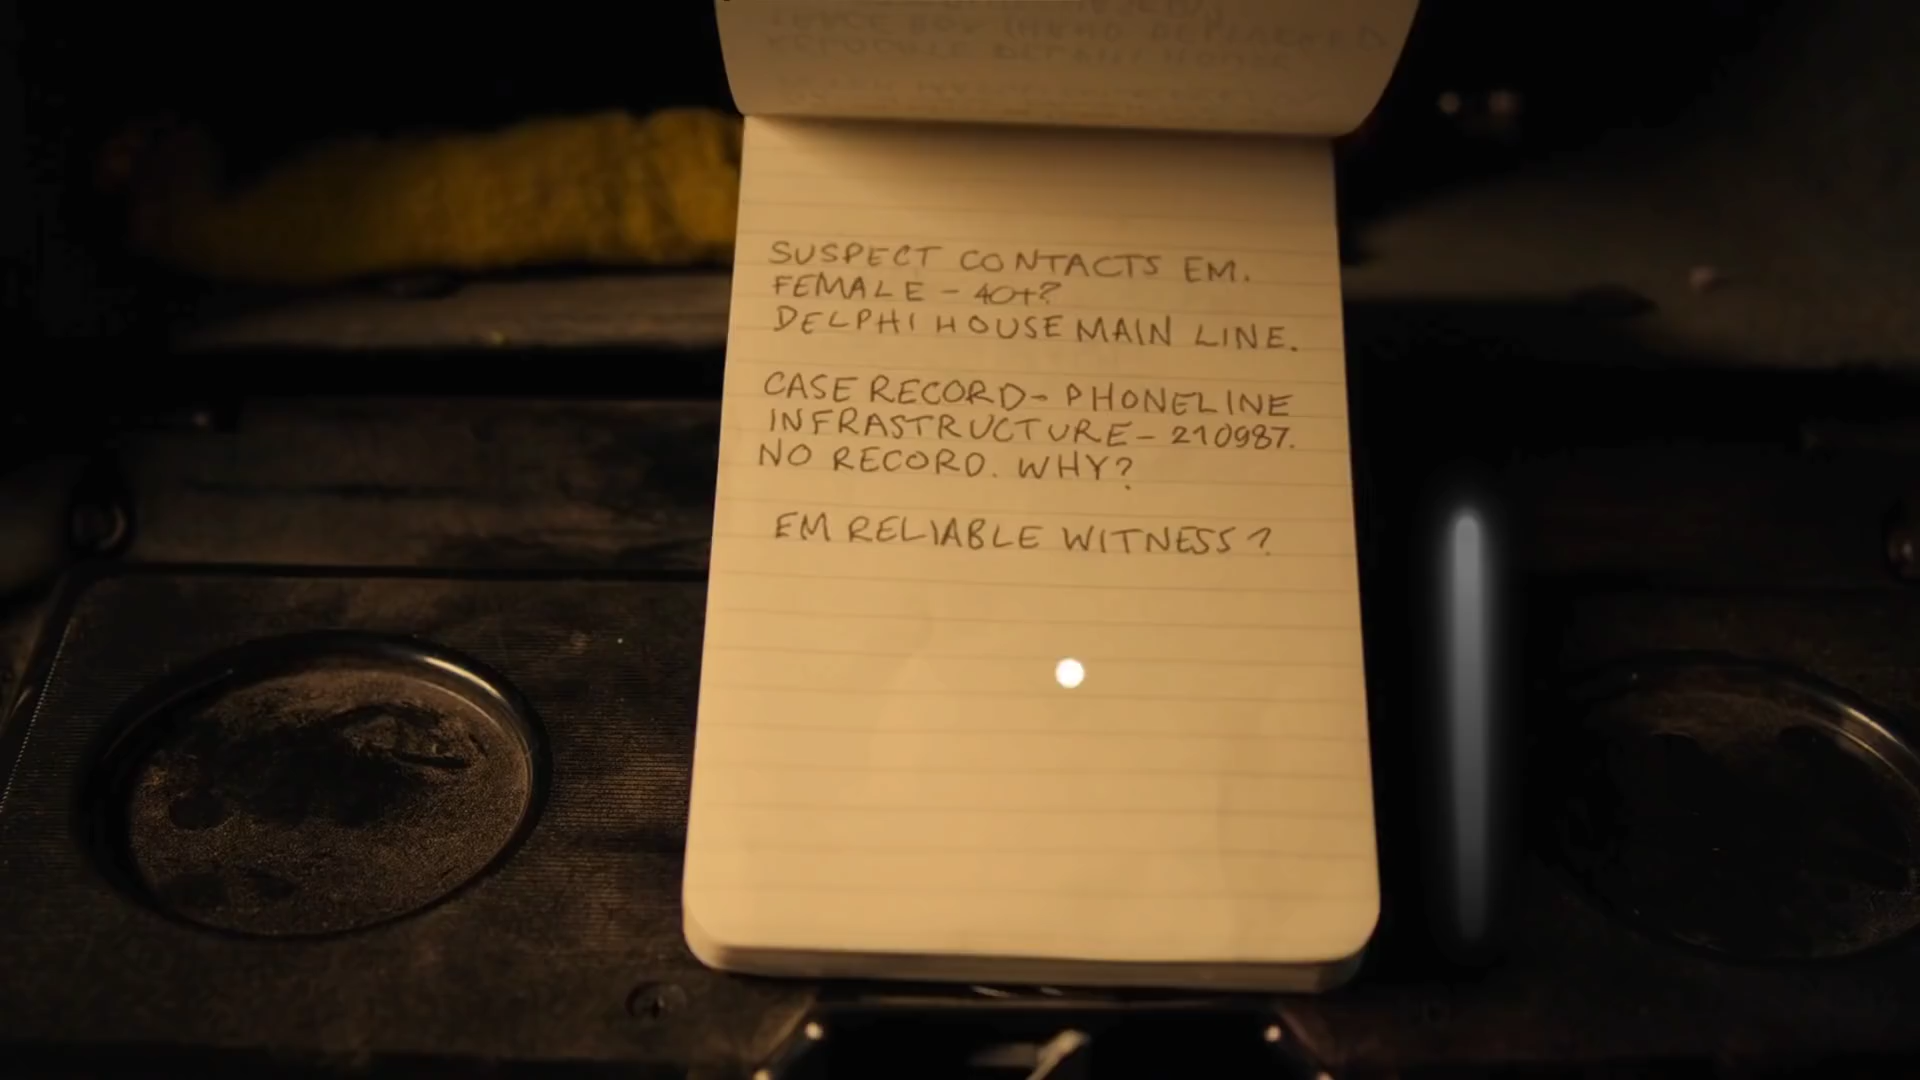 SUSPECT CONTACTS EM.
FEMALE - 40+?
DELPHI HOUSE MAIN LINE.
CASE RECORD - PHONELINE
INFRASTRUCTURE - 210987.
NO RECORD. WHY?
EM RELIABLE WITNESS?